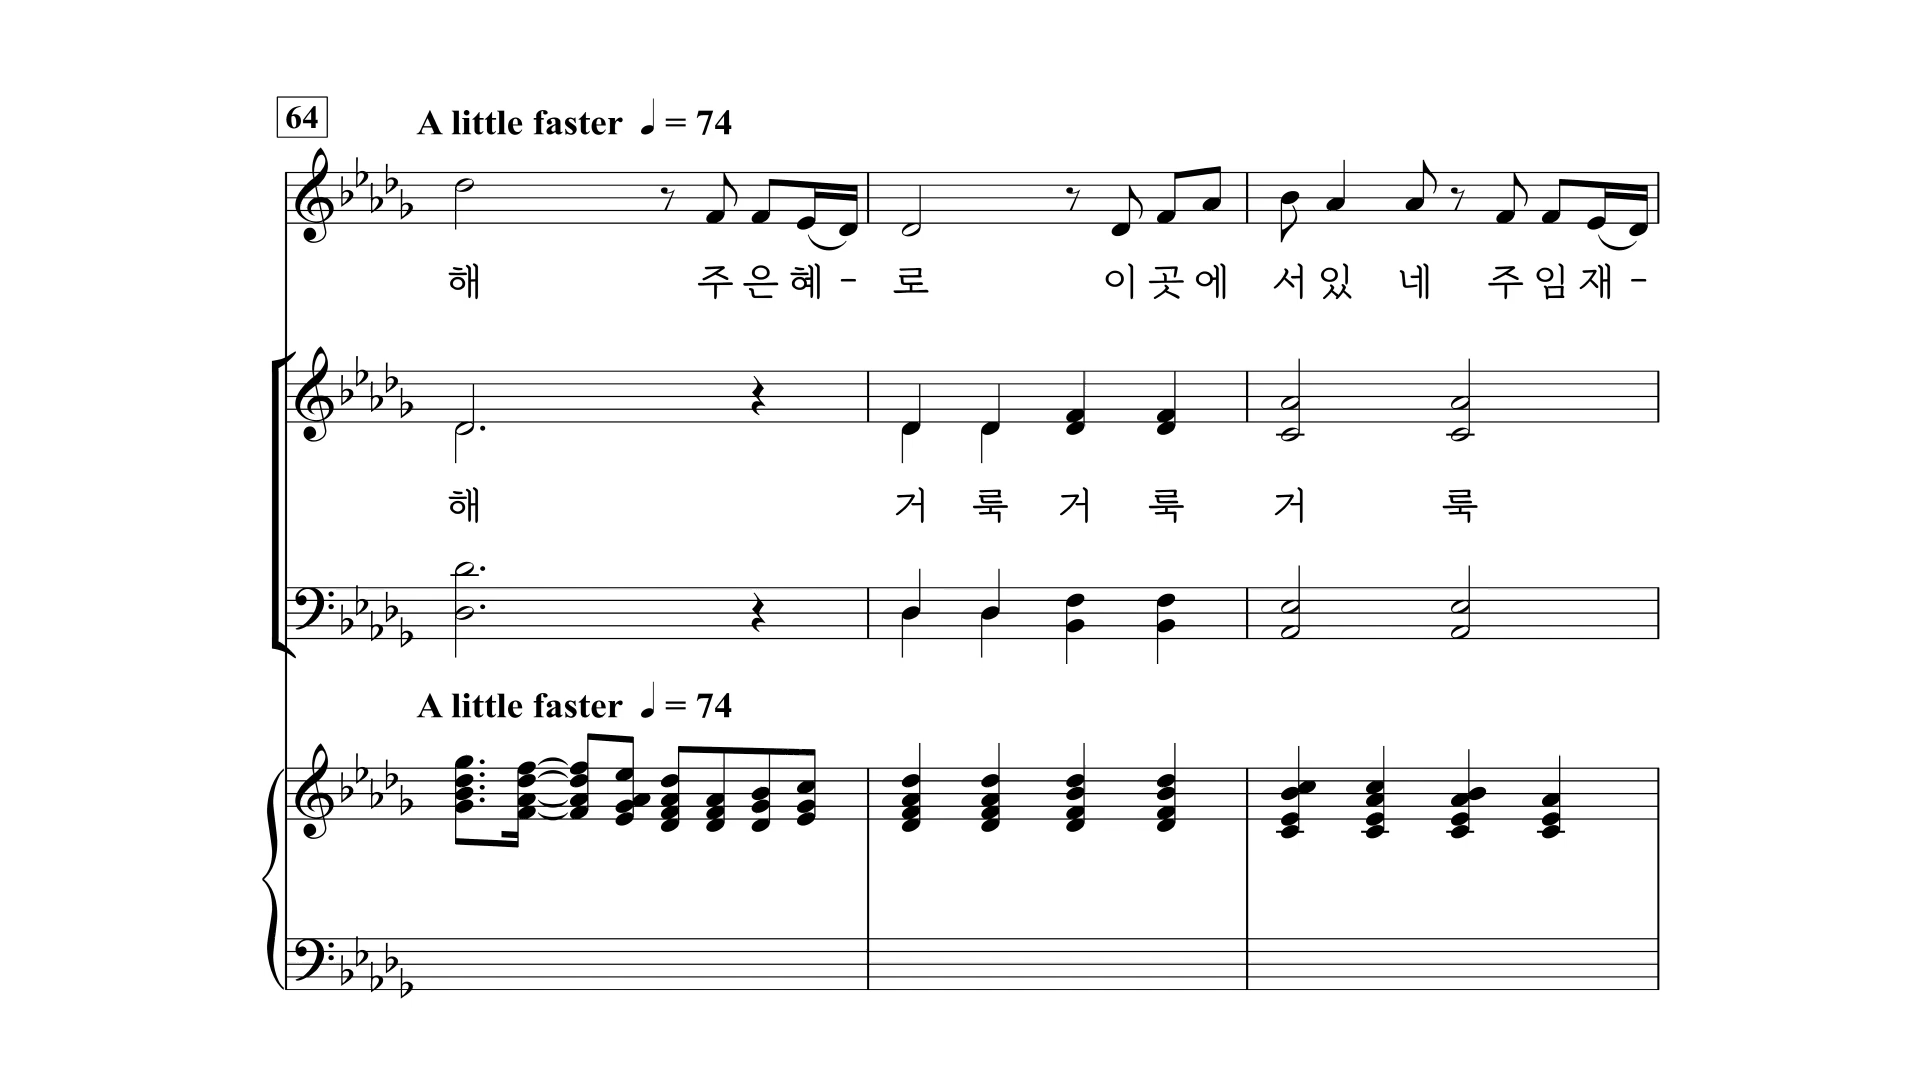 64
A little faster ♩ = 74
해 주 은 혜 - 로 이 곳 에 서 있 네 주 임 재 -
해 거 룩 거 룩 거 룩
A little faster ♩ = 74